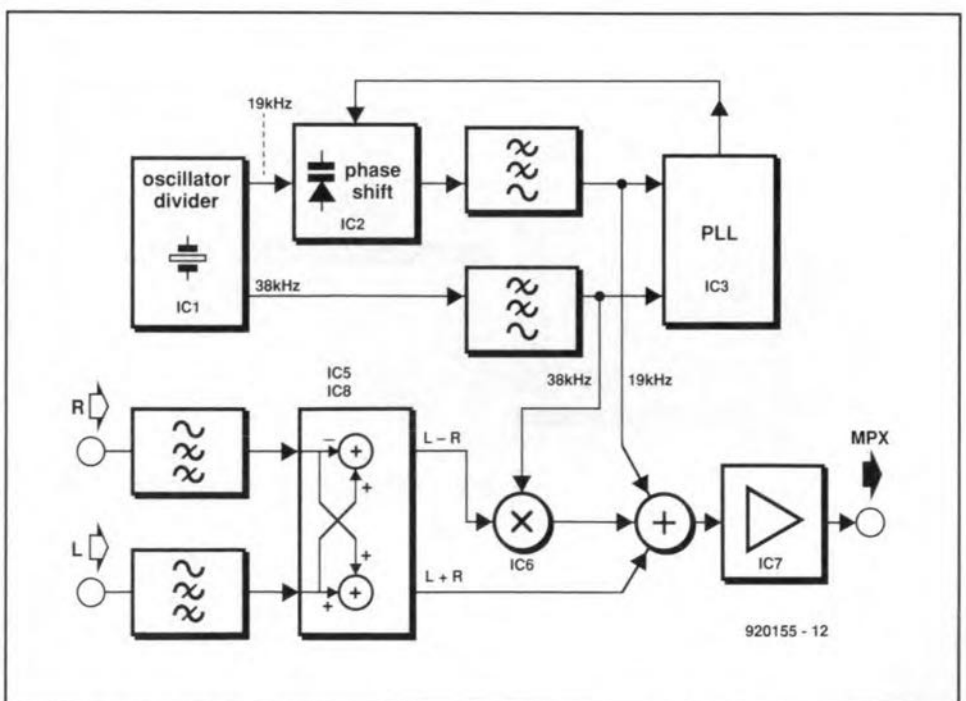 19kHz
oscillator
divider
IC1
phase
shift
IC2
PLL
IC3
38kHz
38kHz
19kHz
IC5
IC8
R
L
−
+
+
+
+
+
L – R
L + R
×
IC6
+
IC7
MPX
920155 - 12